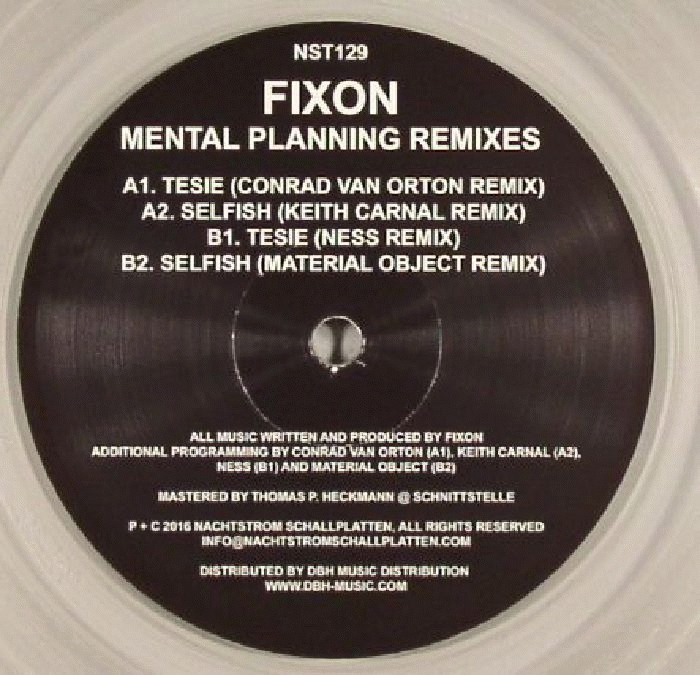 NST129
FIXON
MENTAL PLANNING REMIXES
A1. TESIE (CONRAD VAN ORTON REMIX)
A2. SELFISH (KEITH CARNAL REMIX)
B1. TESIE (NESS REMIX)
B2. SELFISH (MATERIAL OBJECT REMIX)
ALL MUSIC WRITTEN AND PRODUCED BY FIXON
ADDITIONAL PROGRAMMING BY CONRAD VAN ORTON (A1), KEITH CARNAL (A2),
NESS (B1) AND MATERIAL OBJECT (B2)
MASTERED BY THOMAS P. HECKMANN @ SCHNITTSTELLE
P + C 2016 NACHTSTROM SCHALLPLATTEN, ALL RIGHTS RESERVED
INFO@NACHTSTROMSCHALLPLATTEN.COM
DISTRIBUTED BY DBH MUSIC DISTRIBUTION
WWW.DBH-MUSIC.COM